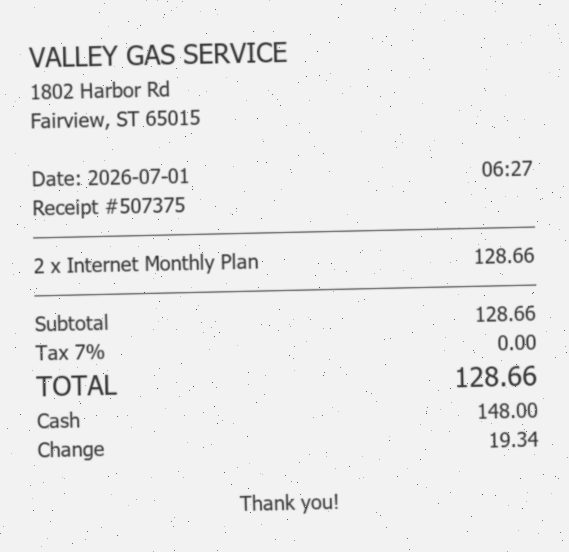 VALLEY GAS SERVICE
1802 Harbor Rd
Fairview, ST 65015
Date: 2026-07-01 06:27
Receipt #507375
2 x Internet Monthly Plan 128.66
Subtotal 128.66
Tax 7% 0.00
TOTAL 128.66
Cash 148.00
Change 19.34
Thank you!